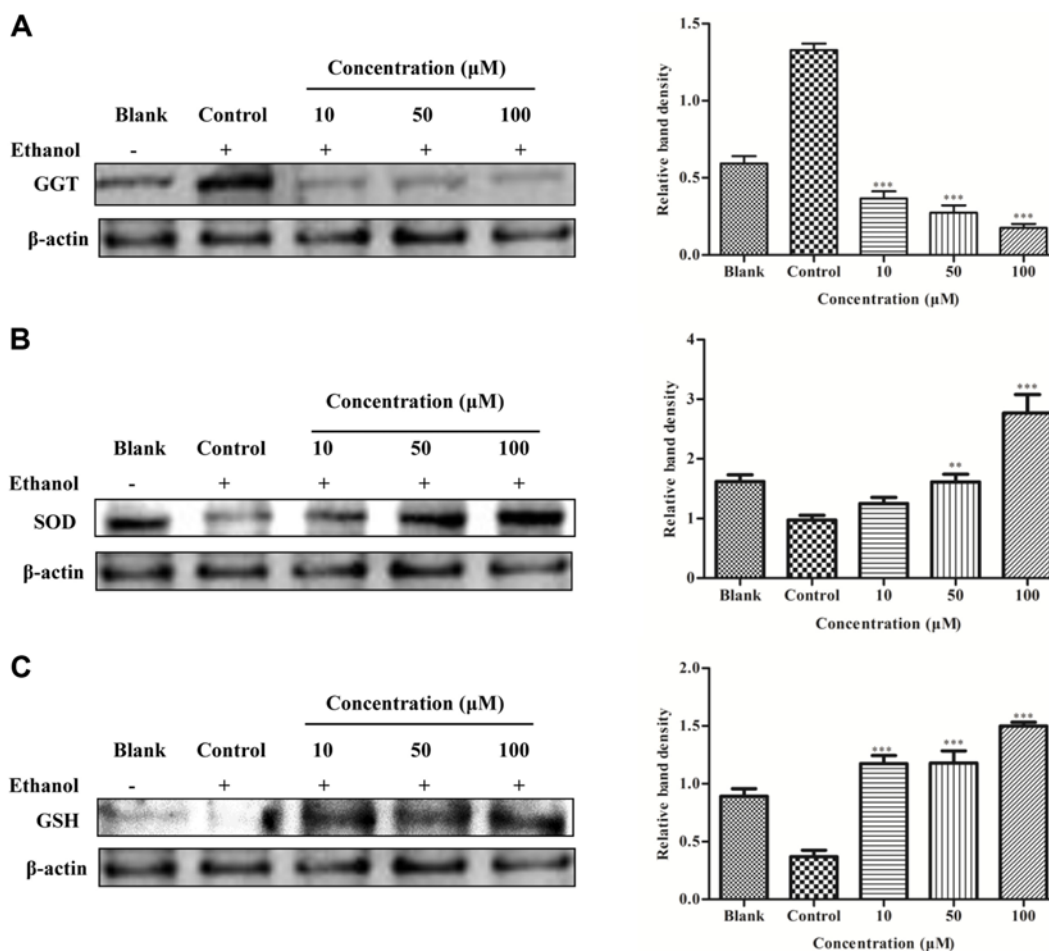 A
Concentration (μM)
Blank Control 10 50 100
Ethanol - + + + +
GGT
β-actin
Relative band density
1.5
1.0
0.5
0.0
***
***
***
Blank Control 10 50 100
Concentration (μM)
B
Concentration (μM)
Blank Control 10 50 100
Ethanol - + + + +
SOD
β-actin
Relative band density
4
3
2
1
0
**
***
Blank Control 10 50 100
Concentration (μM)
C
Concentration (μM)
Blank Control 10 50 100
Ethanol - + + + +
GSH
β-actin
Relative band density
2.0
1.5
1.0
0.5
0.0
***
***
***
Blank Control 10 50 100
Concentration (μM)